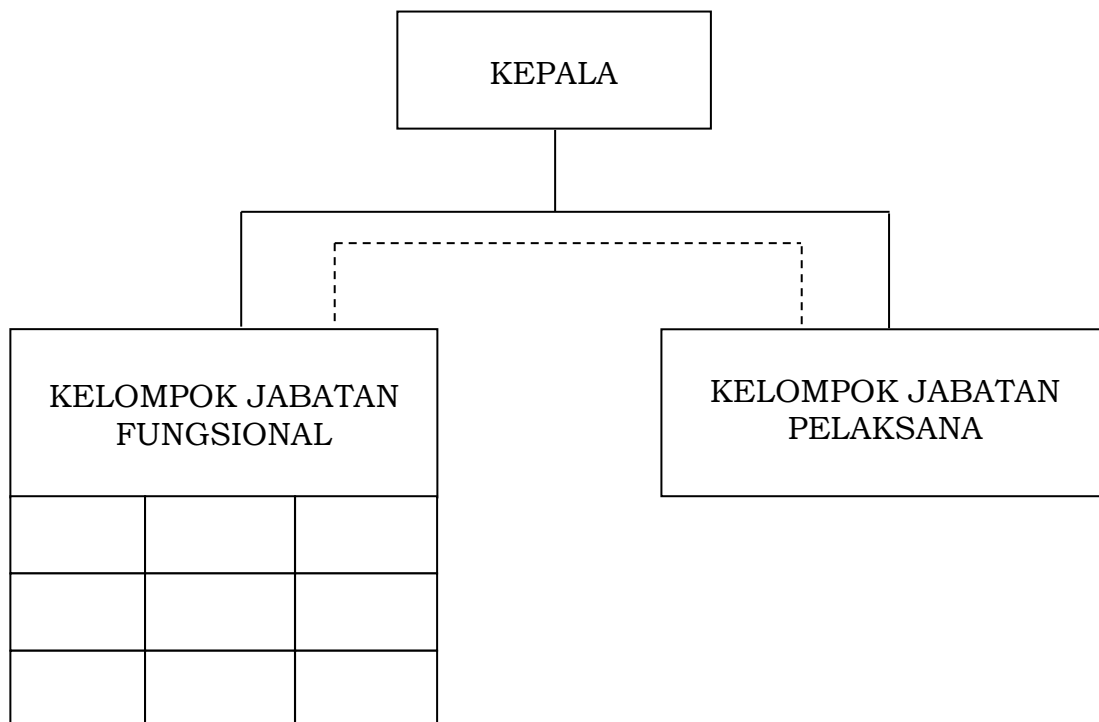 KEPALA
KELOMPOK JABATAN
FUNGSIONAL
KELOMPOK JABATAN
PELAKSANA